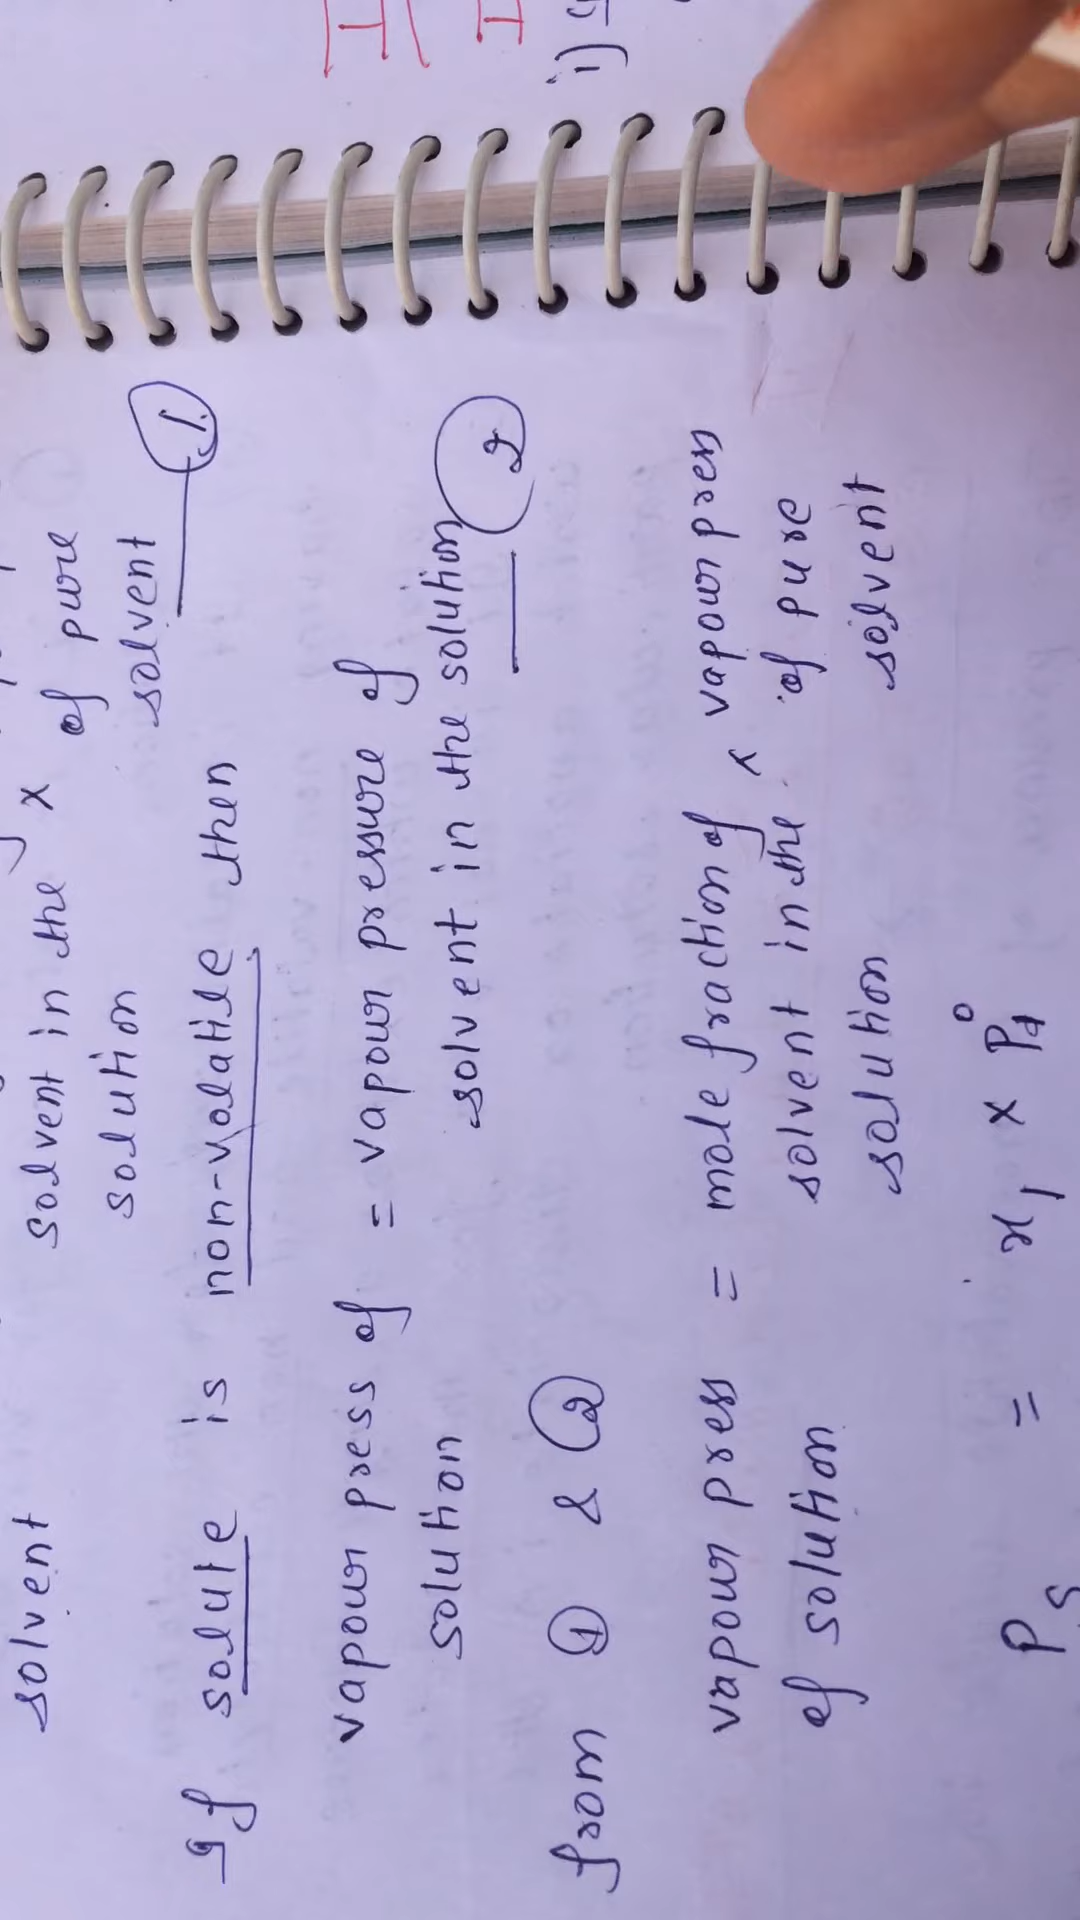 solvent solvent in the x of pure
solution solvent 1.
If solute is non-volatile then
vapour press of = vapour pressure of
solution solvent in the solution 2
from 1 & 2
vapour press = mole fraction of x vapour press
of solution solvent in the of pure
solution solvent
Ps = x1 x P1°
i)